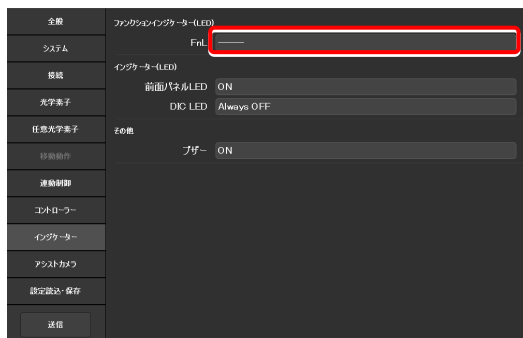 全般
システム
接続
光学素子
任意光学素子
移動動作
連動制御
コントローラー
インジケーター
アシストカメラ
設定読込・保存
送信
ファンクションインジケーター(LED)
FnL ―――
インジケーター(LED)
前面パネルLED ON
DIC LED Always OFF
その他
ブザー ON